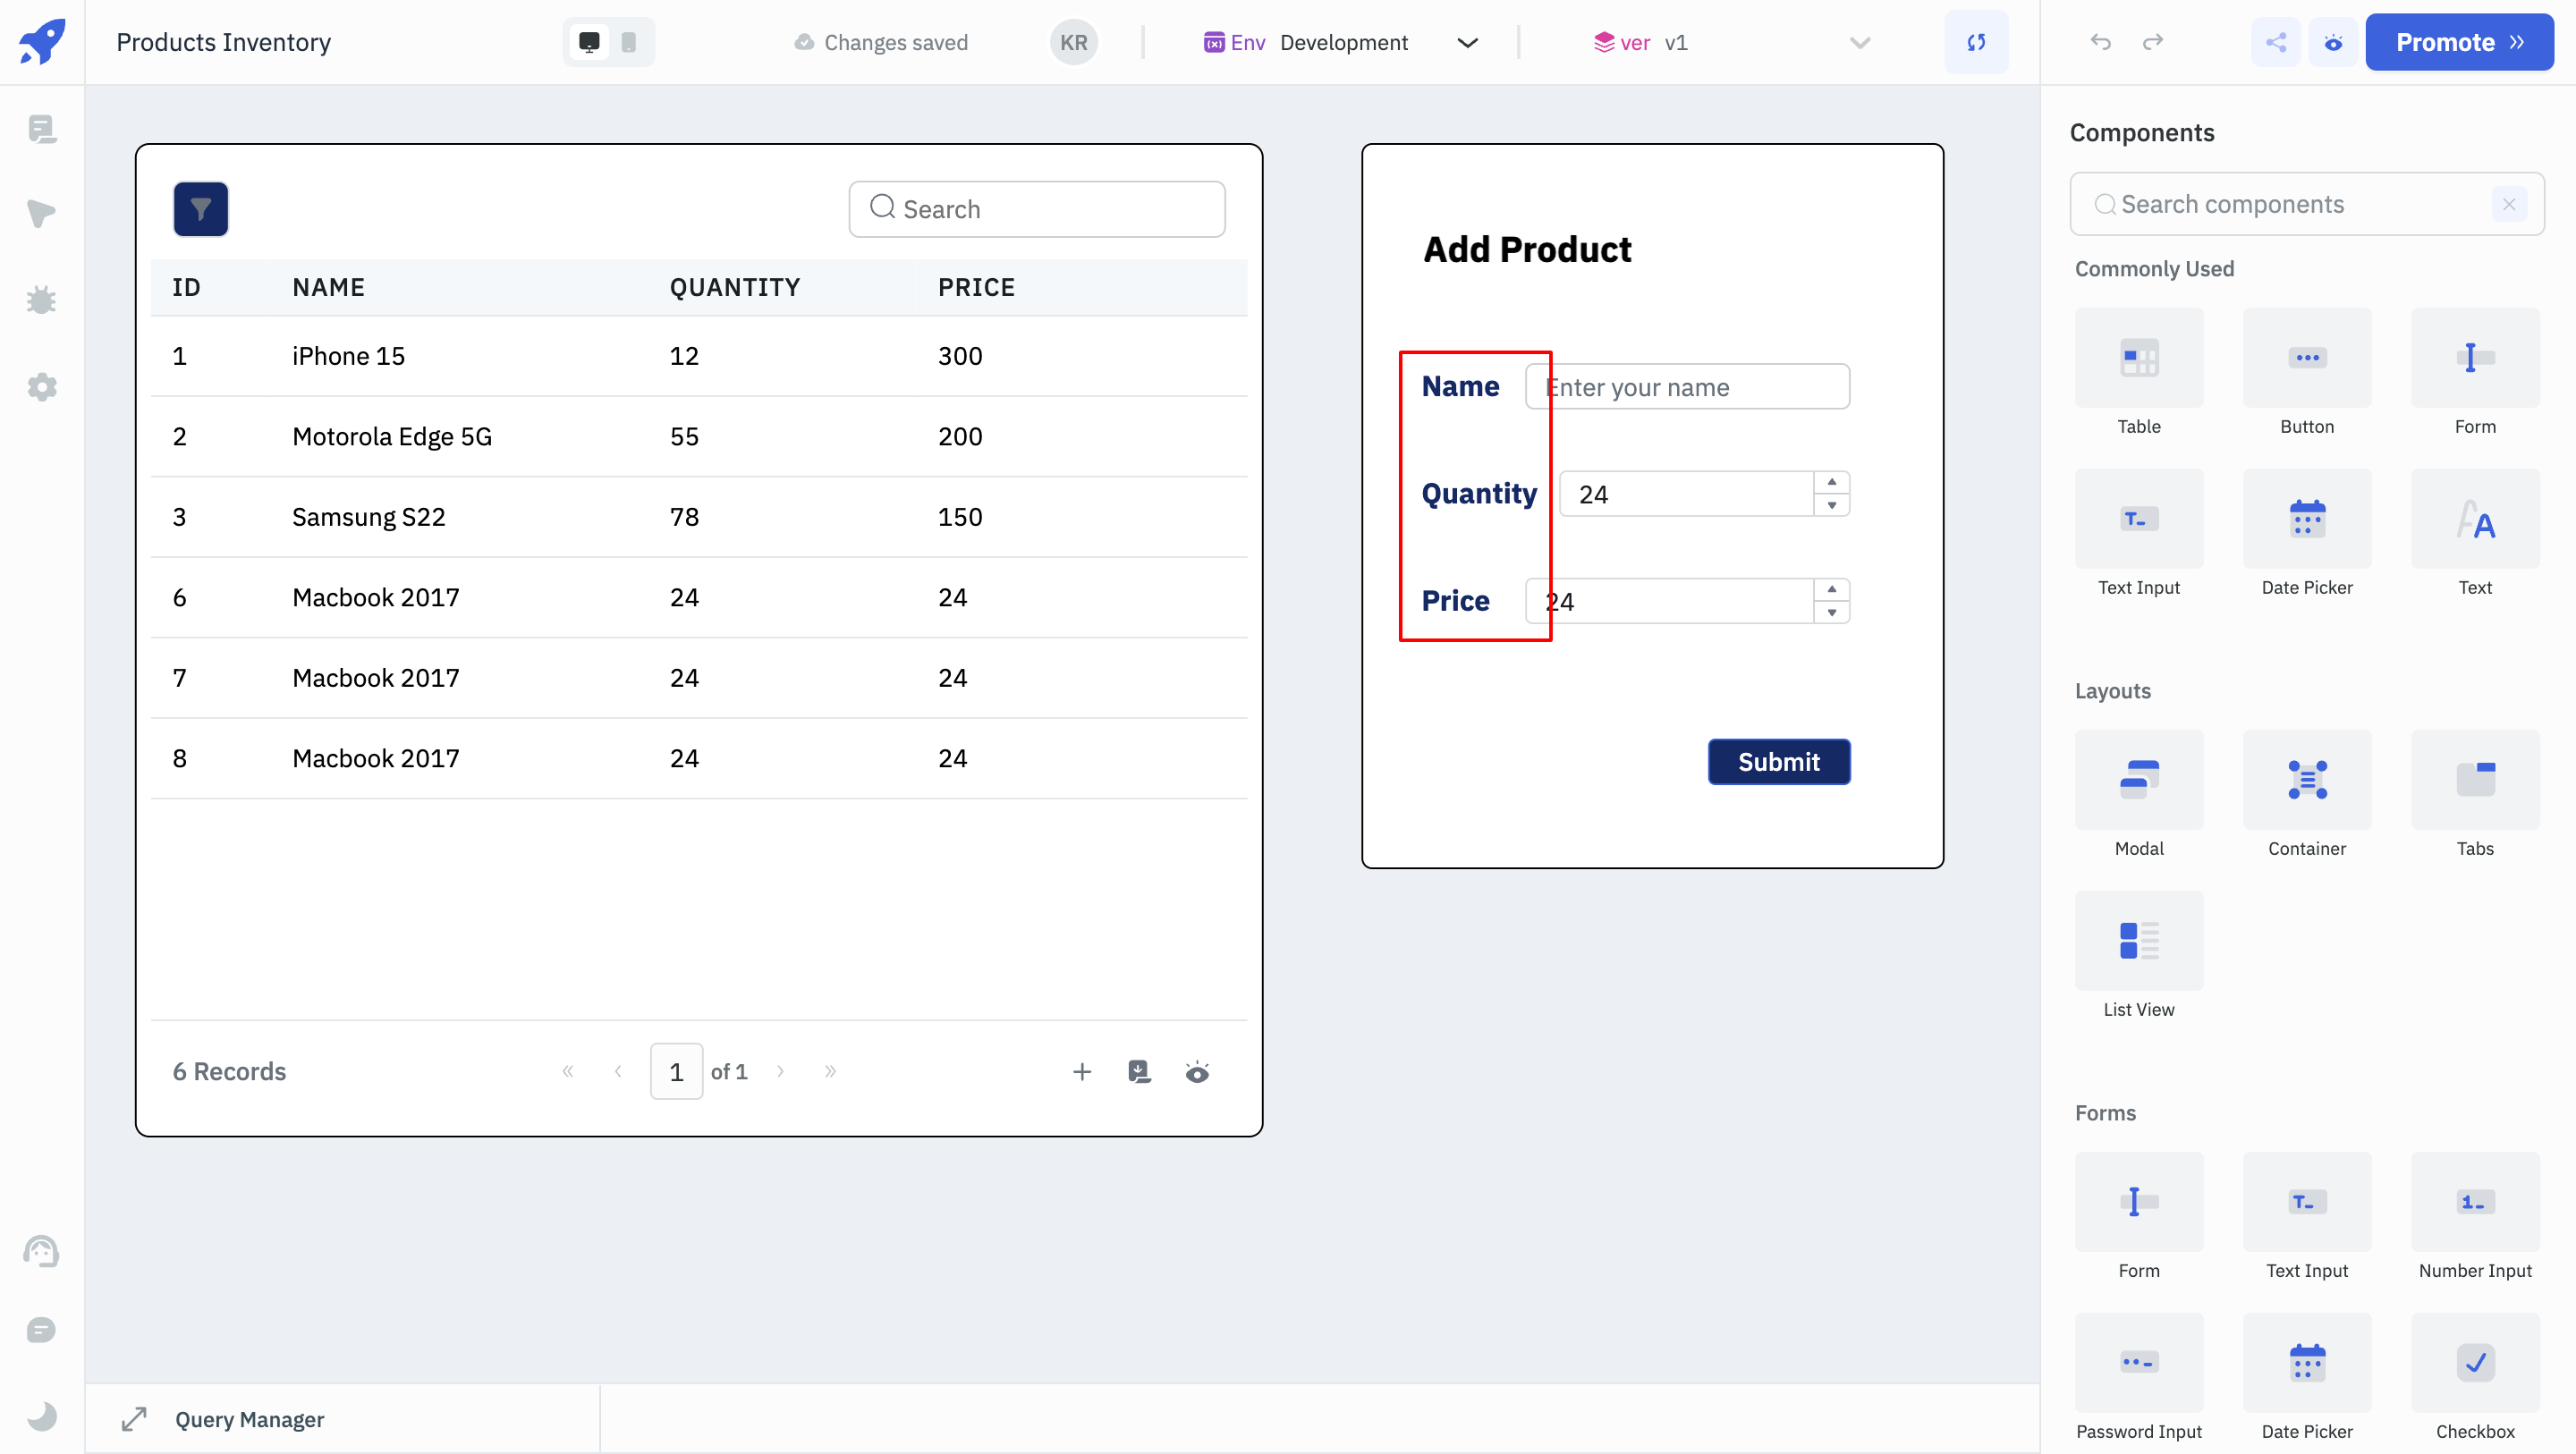 Products Inventory
Changes saved
KR
Env Development
ver v1
Promote
Search
ID NAME QUANTITY PRICE
1 iPhone 15 12 300
2 Motorola Edge 5G 55 200
3 Samsung S22 78 150
6 Macbook 2017 24 24
7 Macbook 2017 24 24
8 Macbook 2017 24 24
6 Records
1 of 1
Add Product
Name Enter your name
Quantity 24
Price 24
Submit
Components
Search components
Commonly Used
Table Button Form
Text Input Date Picker Text
Layouts
Modal Container Tabs
List View
Forms
Form Text Input Number Input
Password Input Date Picker Checkbox
Query Manager